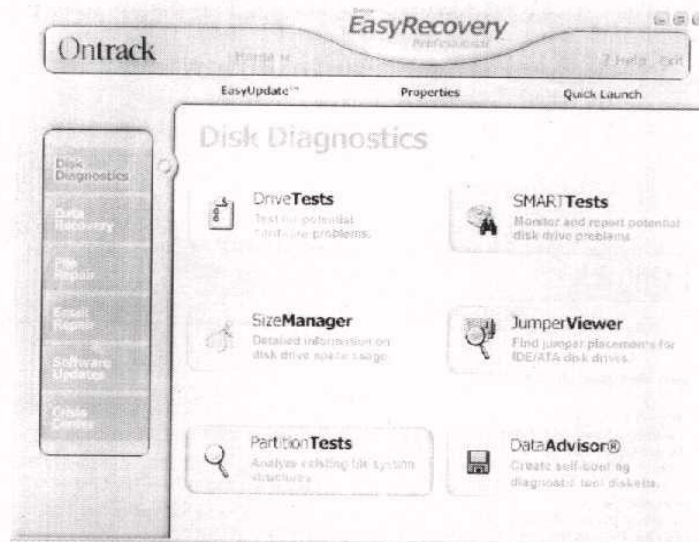 EasyRecovery
Professional
Ontrack
Home
? Help Exit
EasyUpdate™ Properties Quick Launch
Disk Diagnostics
Disk
Diagnostics
Data
Recovery
File
Repair
Email
Repair
Software
Updates
Crisis
Center
DriveTests
Test for potential
hardware problems.
SMARTTests
Monitor and report potential
disk drive problems
SizeManager
Detailed information on
disk drive space usage.
JumperViewer
Find jumper placements for
IDE/ATA disk drives.
PartitionTests
Analyze existing file system
structures.
DataAdvisor®
Create self-booting
diagnostic tool diskette.